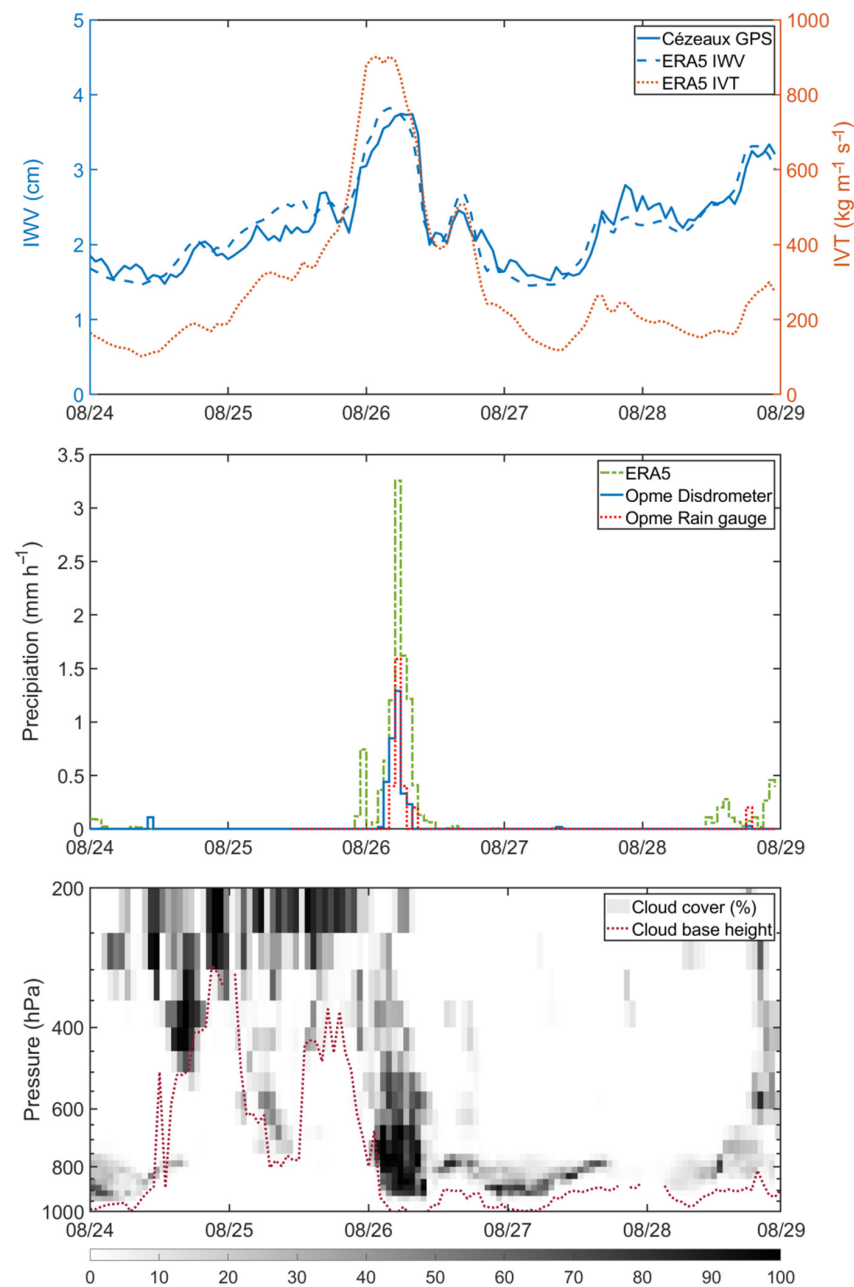 5
4
3
2
1
0
IWV (cm)
1000
800
600
400
200
0
IVT (kg m⁻¹ s⁻¹)
Cézeaux GPS
ERA5 IWV
ERA5 IVT
08/24 08/25 08/26 08/27 08/28 08/29
3.5
3
2.5
2
1.5
1
0.5
0
Precipiation (mm h⁻¹)
ERA5
Opme Disdrometer
Opme Rain gauge
08/24 08/25 08/26 08/27 08/28 08/29
200
400
600
800
1000
Pressure (hPa)
Cloud cover (%)
Cloud base height
08/24 08/25 08/26 08/27 08/28 08/29
0 10 20 30 40 50 60 70 80 90 100